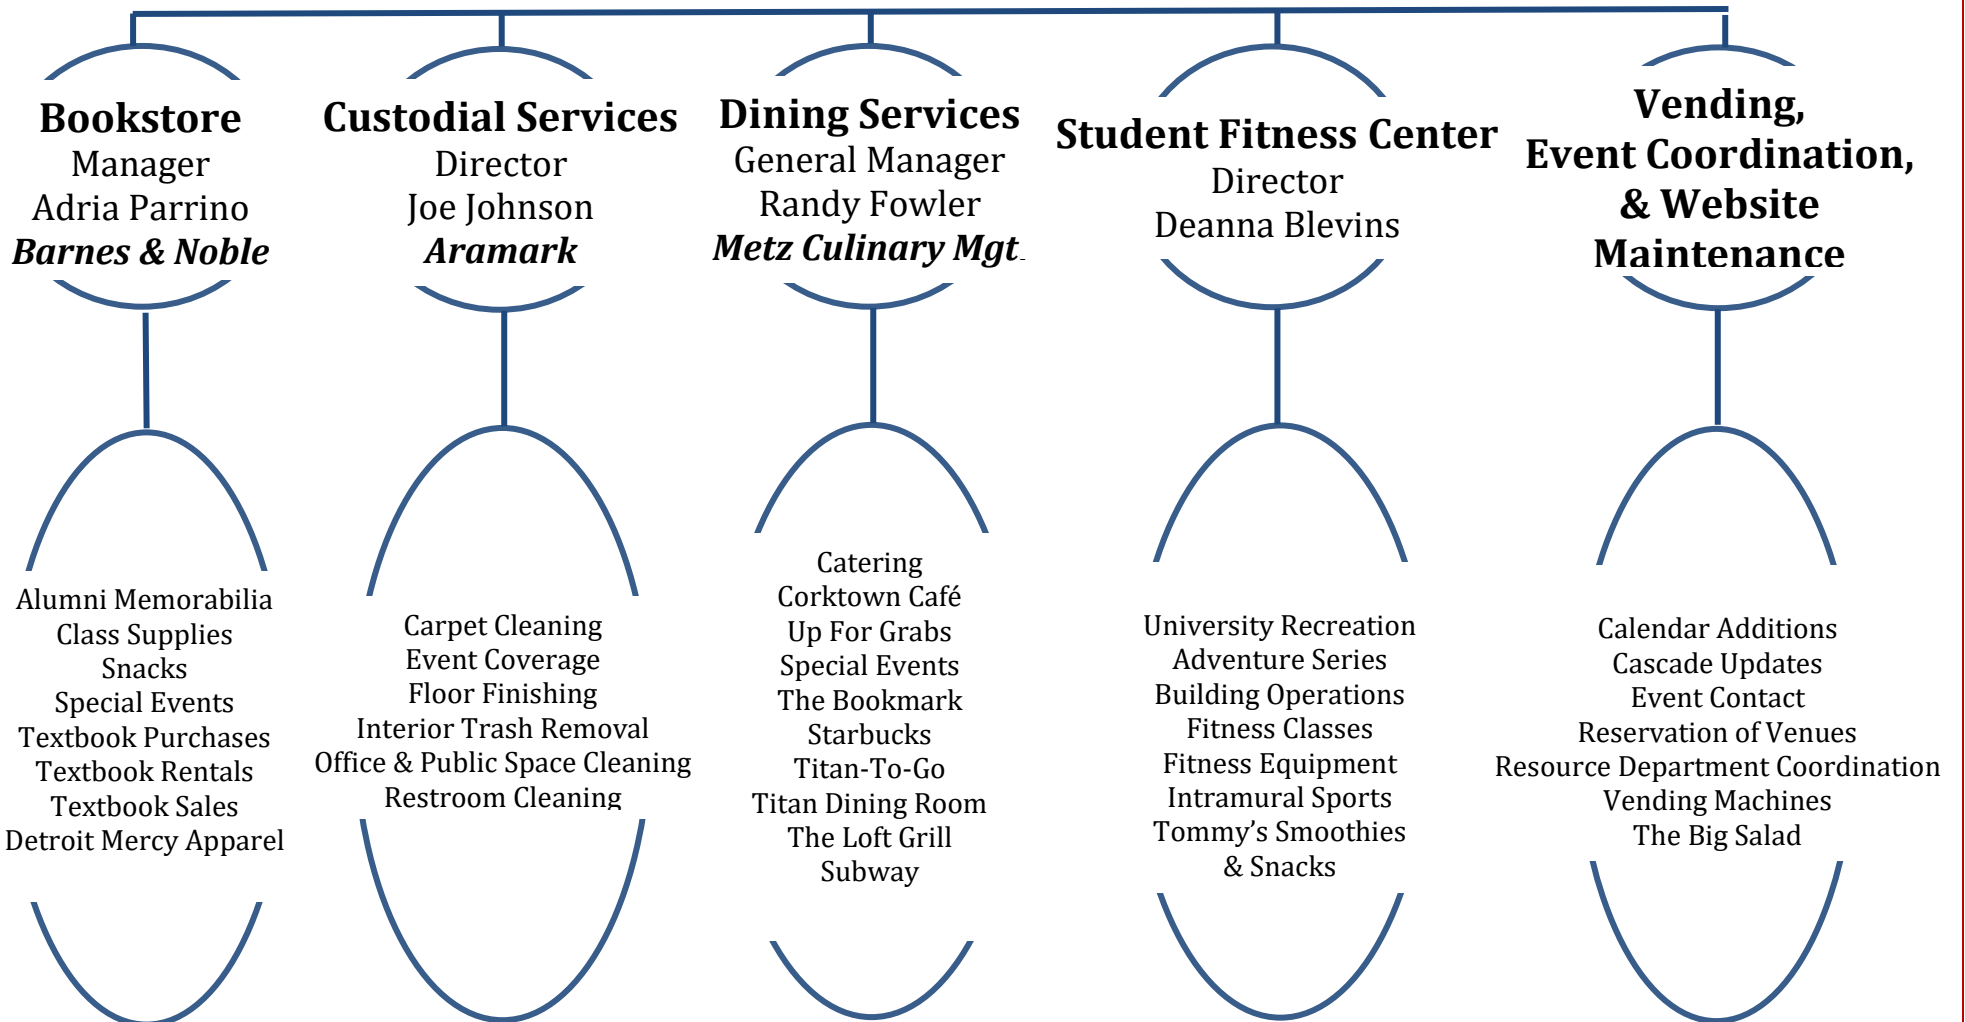 Bookstore
Manager
Adria Parrino
Barnes & Noble
Custodial Services
Director
Joe Johnson
Aramark
Dining Services
General Manager
Randy Fowler
Metz Culinary Mgt.
Student Fitness Center
Director
Deanna Blevins
Vending,
Event Coordination,
& Website
Maintenance
Alumni Memorabilia
Class Supplies
Snacks
Special Events
Textbook Purchases
Textbook Rentals
Textbook Sales
Detroit Mercy Apparel
Carpet Cleaning
Event Coverage
Floor Finishing
Interior Trash Removal
Office & Public Space Cleaning
Restroom Cleaning
Catering
Corktown Café
Up For Grabs
Special Events
The Bookmark
Starbucks
Titan-To-Go
Titan Dining Room
The Loft Grill
Subway
University Recreation
Adventure Series
Building Operations
Fitness Classes
Fitness Equipment
Intramural Sports
Tommy’s Smoothies
& Snacks
Calendar Additions
Cascade Updates
Event Contact
Reservation of Venues
Resource Department Coordination
Vending Machines
The Big Salad